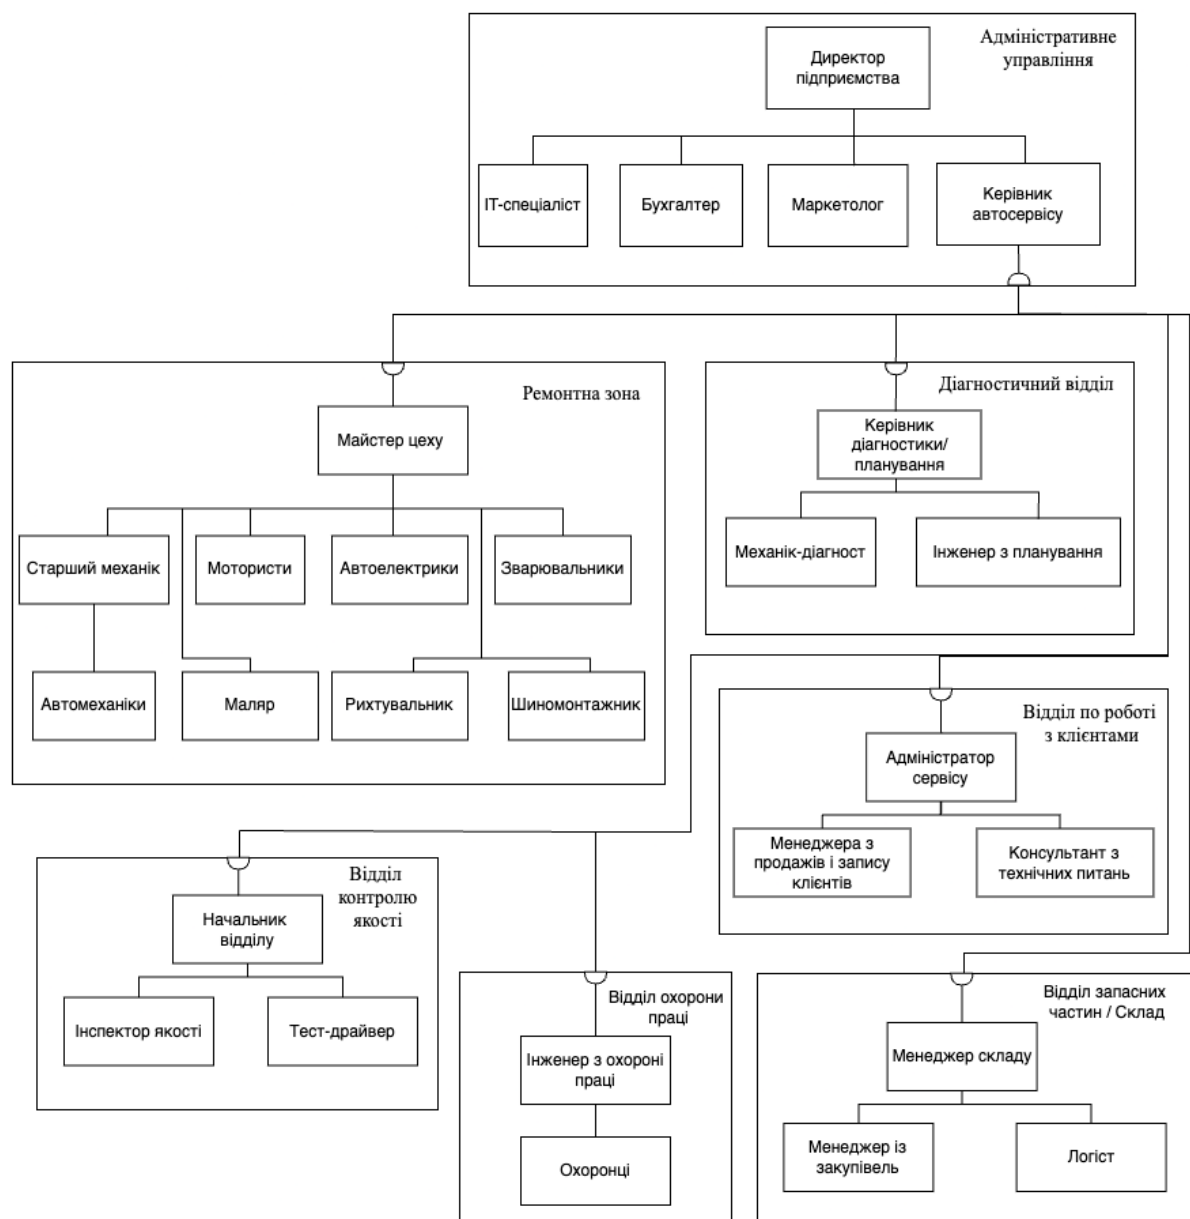 Адміністративне
управління
Директор
підприємства
ІТ-спеціаліст
Бухгалтер
Маркетолог
Керівник
автосервісу
Ремонтна зона
Майстер цеху
Старший механік
Мотористи
Автоелектрики
Зварювальники
Автомеханіки
Маляр
Рихтувальник
Шиномонтажник
Діагностичний відділ
Керівник
діагностики/
планування
Механік-діагност
Інженер з планування
Відділ по роботі
з клієнтами
Адміністратор
сервісу
Менеджера з
продажів і запису
клієнтів
Консультант з
технічних питань
Відділ
контролю
якості
Начальник
відділу
Інспектор якості
Тест-драйвер
Відділ охорони
праці
Інженер з охороні
праці
Охоронці
Відділ запасних
частин / Склад
Менеджер складу
Менеджер із
закупівель
Логіст